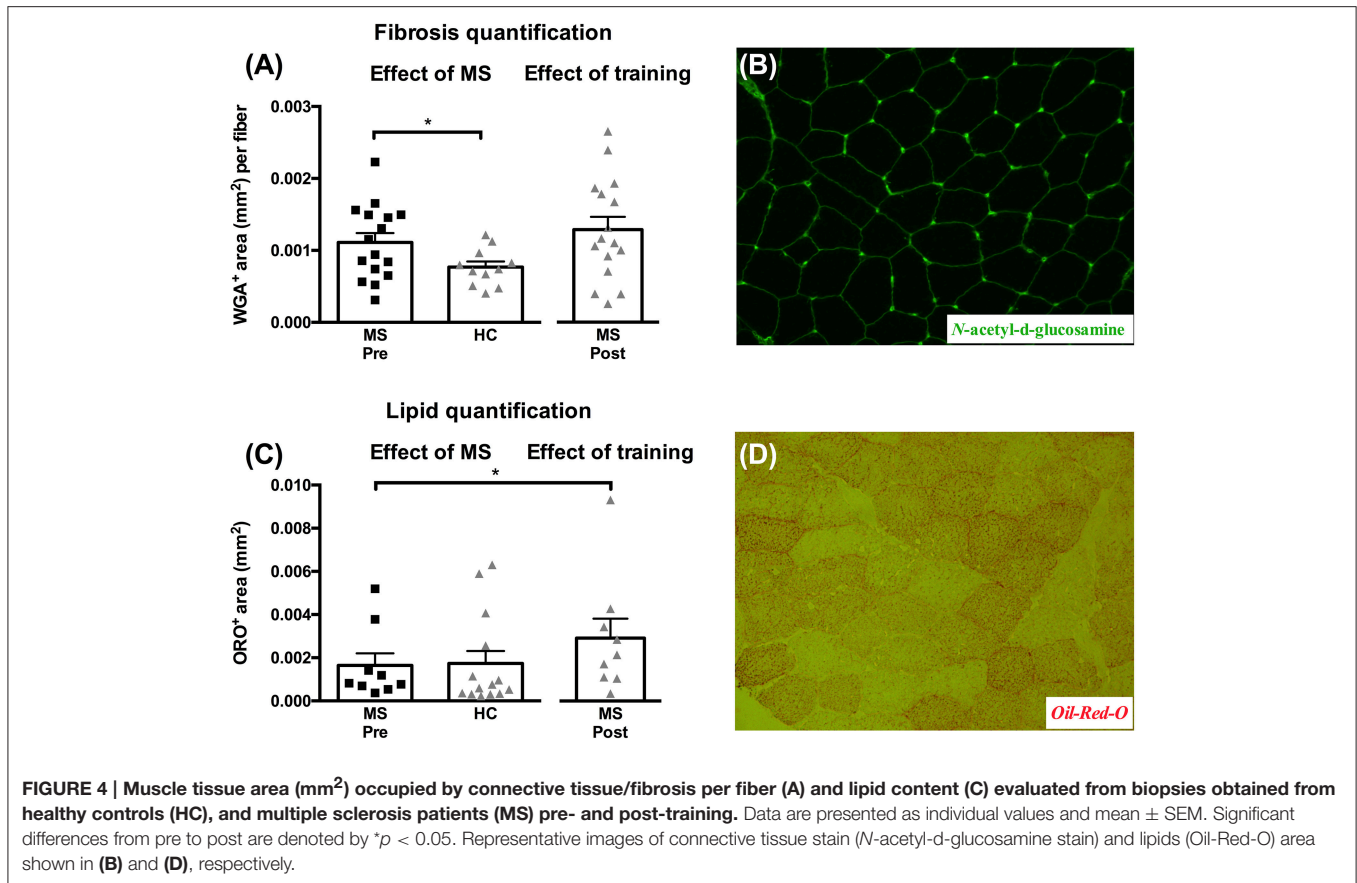 Fibrosis quantification
(A)
Effect of MS
Effect of training
WGA+ area (mm2) per fiber
0.003
0.002
0.001
0.000
*
MS
Pre
HC
MS
Post
(B)
N-acetyl-d-glucosamine
Lipid quantification
(C)
Effect of MS
Effect of training
ORO+ area (mm2)
0.010
0.008
0.006
0.004
0.002
0.000
*
MS
Pre
HC
MS
Post
(D)
Oil-Red-O
FIGURE 4 | Muscle tissue area (mm2) occupied by connective tissue/fibrosis per fiber (A) and lipid content (C) evaluated from biopsies obtained from
healthy controls (HC), and multiple sclerosis patients (MS) pre- and post-training. Data are presented as individual values and mean ± SEM. Significant
differences from pre to post are denoted by *p < 0.05. Representative images of connective tissue stain (N-acetyl-d-glucosamine stain) and lipids (Oil-Red-O) area
shown in (B) and (D), respectively.